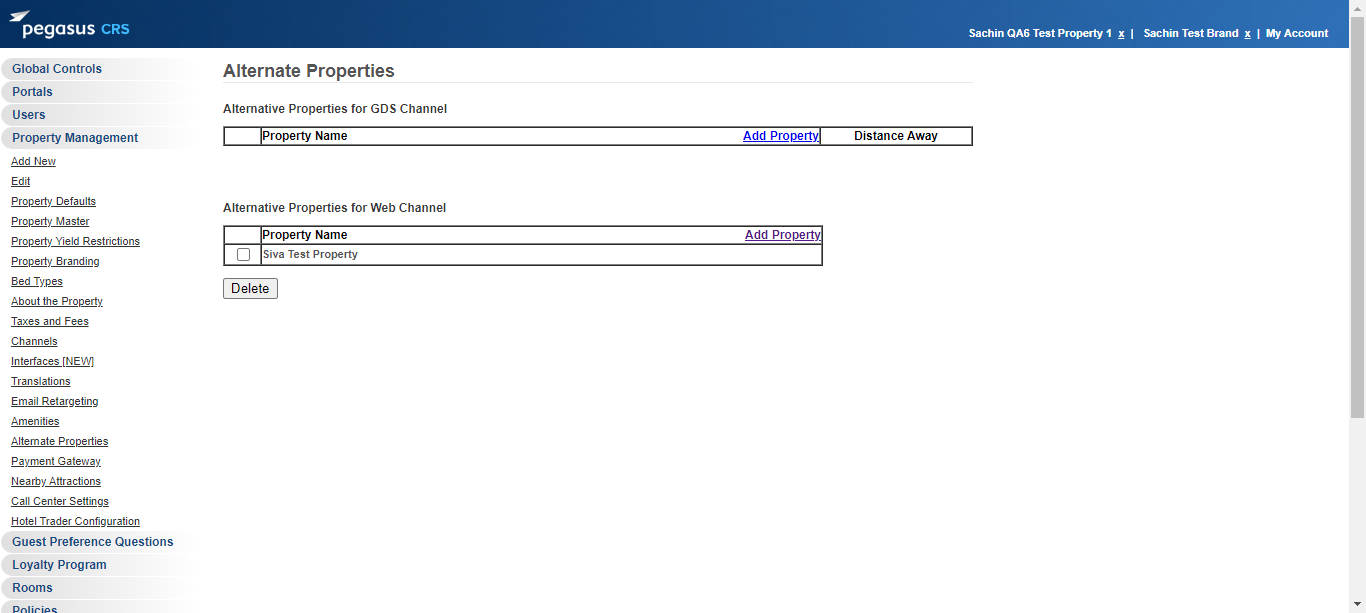 pegasus CRS
Sachin QA6 Test Property 1 x | Sachin Test Brand x | My Account
Global Controls
Portals
Users
Property Management
Add New
Edit
Property Defaults
Property Master
Property Yield Restrictions
Property Branding
Bed Types
About the Property
Taxes and Fees
Channels
Interfaces [NEW]
Translations
Email Retargeting
Amenities
Alternate Properties
Payment Gateway
Nearby Attractions
Call Center Settings
Hotel Trader Configuration
Guest Preference Questions
Loyalty Program
Rooms
Policies
Alternate Properties
Alternative Properties for GDS Channel
Property Name Add Property Distance Away
Alternative Properties for Web Channel
Property Name Add Property
Siva Test Property
Delete